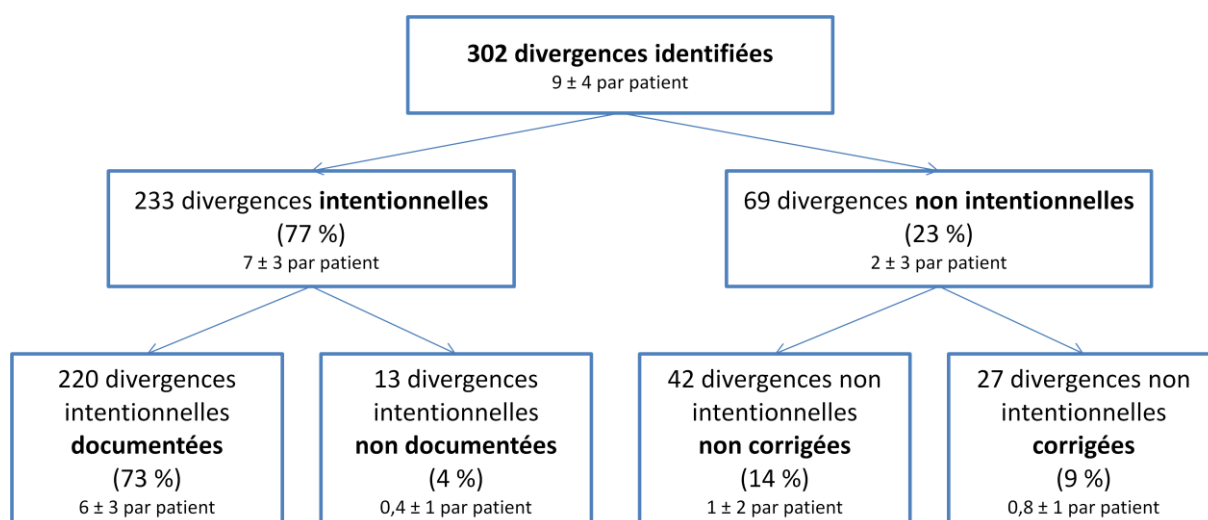 302 divergences identifiées
9 ± 4 par patient
233 divergences intentionnelles
(77 %)
7 ± 3 par patient
69 divergences non intentionnelles
(23 %)
2 ± 3 par patient
220 divergences
intentionnelles
documentées
(73 %)
6 ± 3 par patient
13 divergences
intentionnelles
non documentées
(4 %)
0,4 ± 1 par patient
42 divergences non
intentionnelles
non corrigées
(14 %)
1 ± 2 par patient
27 divergences non
intentionnelles
corrigées
(9 %)
0,8 ± 1 par patient